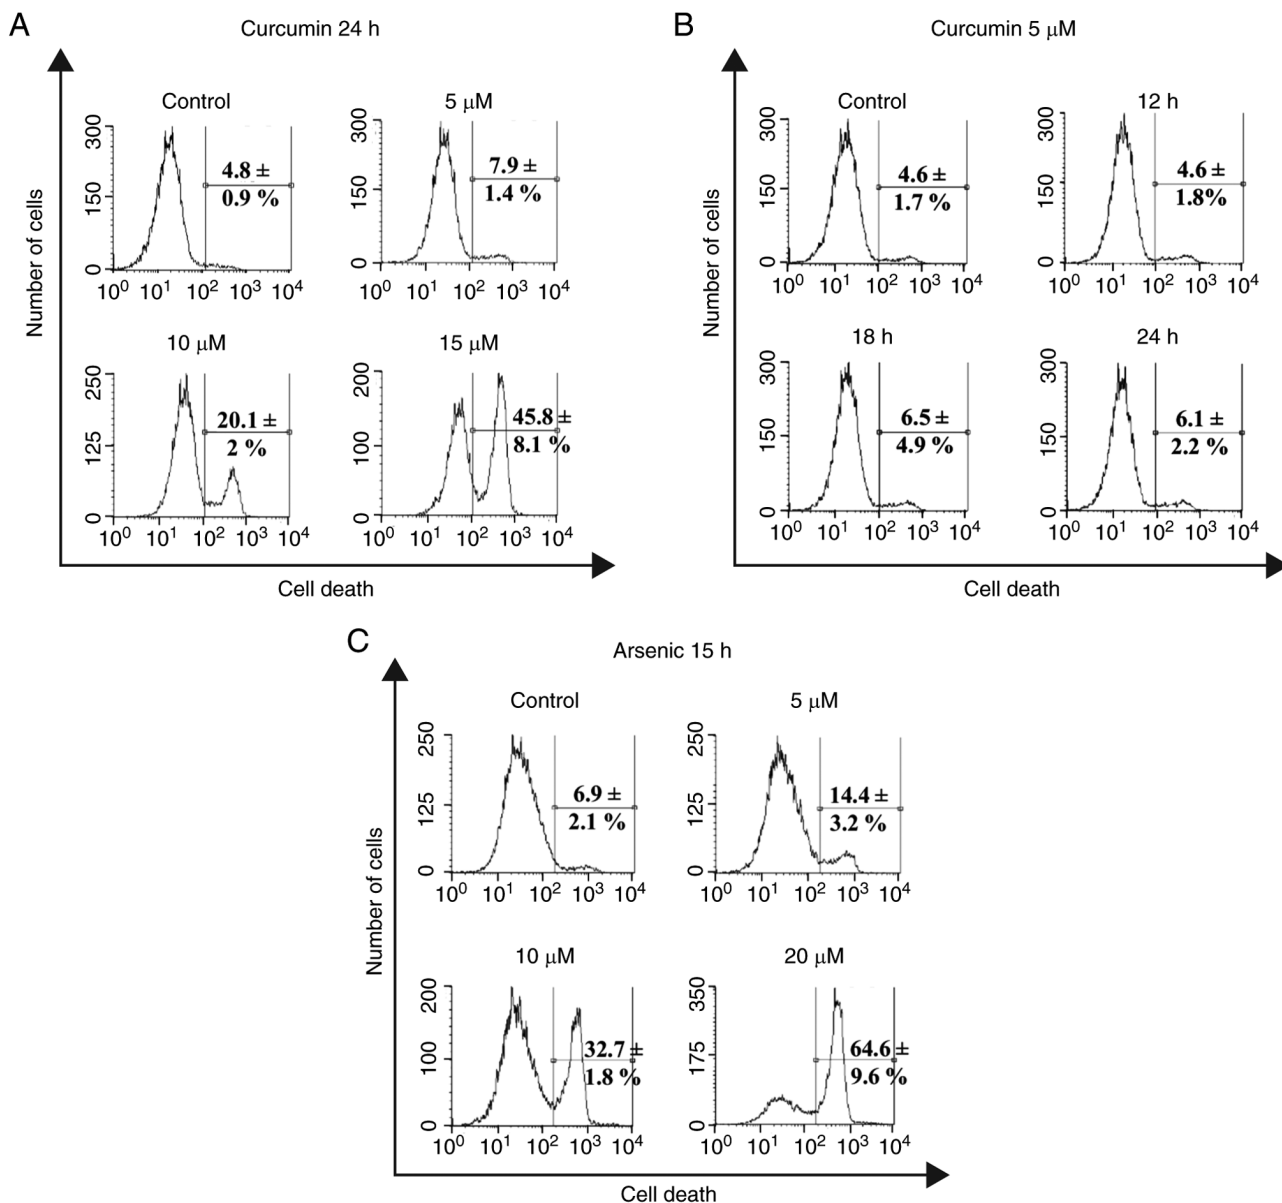 A
Curcumin 24 h
Number of cells
Control
300
150
0
4.8 ±
0.9 %
10⁰ 10¹ 10² 10³ 10⁴
5 µM
300
150
0
7.9 ±
1.4 %
10⁰ 10¹ 10² 10³ 10⁴
10 µM
250
125
0
20.1 ±
2 %
10⁰ 10¹ 10² 10³ 10⁴
15 µM
200
100
0
45.8 ±
8.1 %
10⁰ 10¹ 10² 10³ 10⁴
Cell death
B
Curcumin 5 µM
Number of cells
Control
300
150
0
4.6 ±
1.7 %
10⁰ 10¹ 10² 10³ 10⁴
12 h
300
150
0
4.6 ±
1.8%
10⁰ 10¹ 10² 10³ 10⁴
18 h
300
150
0
6.5 ±
4.9 %
10⁰ 10¹ 10² 10³ 10⁴
24 h
300
150
0
6.1 ±
2.2 %
10⁰ 10¹ 10² 10³ 10⁴
Cell death
C
Arsenic 15 h
Number of cells
Control
250
125
0
6.9 ±
2.1 %
10⁰ 10¹ 10² 10³ 10⁴
5 µM
250
125
0
14.4 ±
3.2 %
10⁰ 10¹ 10² 10³ 10⁴
10 µM
200
100
0
32.7 ±
1.8 %
10⁰ 10¹ 10² 10³ 10⁴
20 µM
350
175
0
64.6 ±
9.6 %
10⁰ 10¹ 10² 10³ 10⁴
Cell death